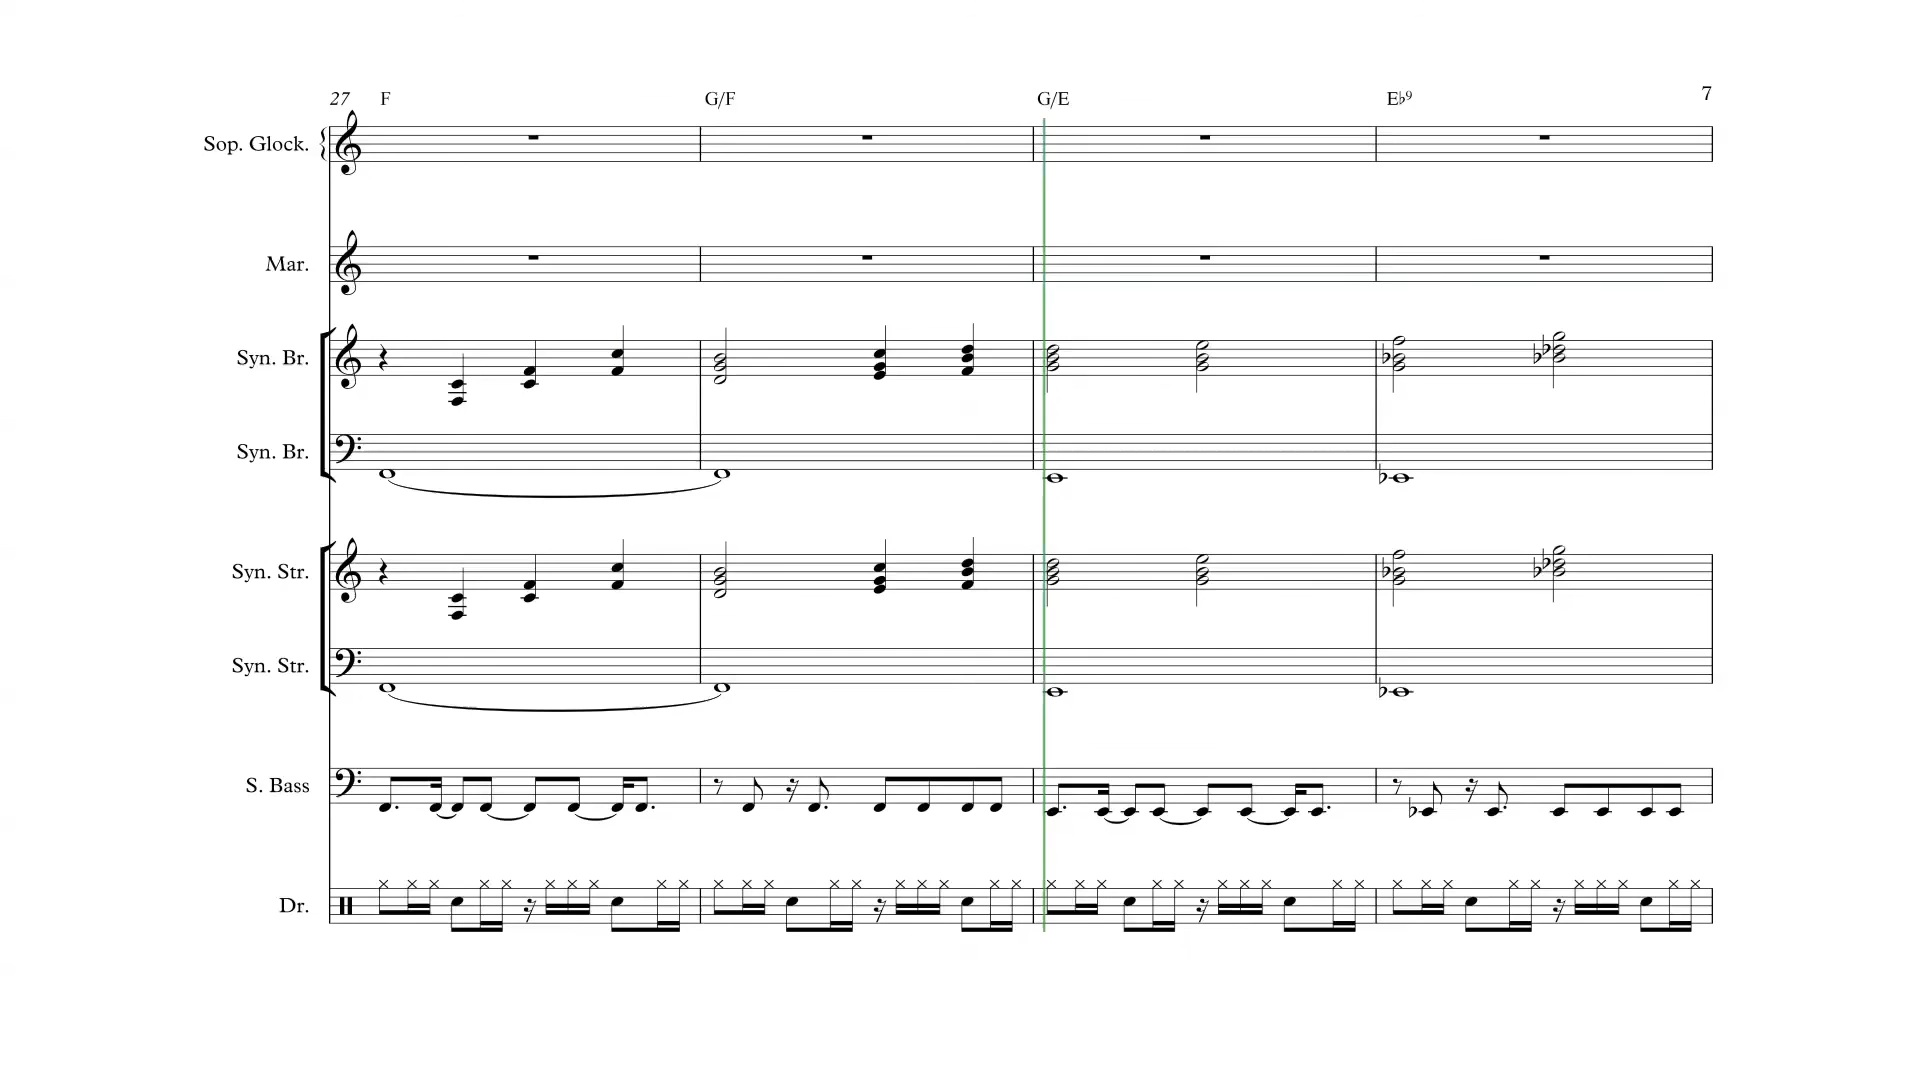 27 F G/F G/E E♭9 7
Sop. Glock.
Mar.
Syn. Br.
Syn. Br.
Syn. Str.
Syn. Str.
S. Bass
Dr.